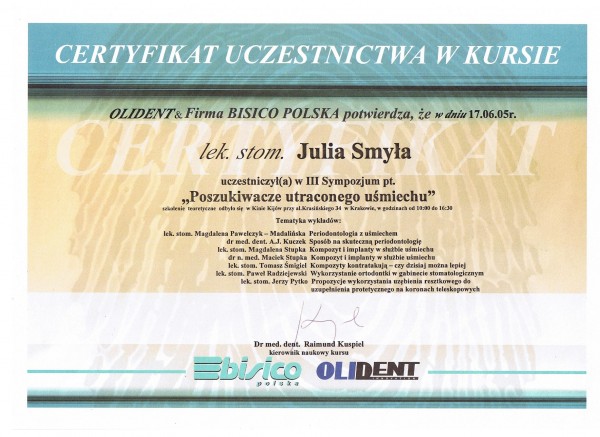 CERTYFIKAT UCZESTNICTWA W KURSIE
OLIDENT & Firma BISICO POLSKA potwierdza, że w dniu 17.06.05r.
CERTYFIKAT
lek. stom. Julia Smyła
uczestniczył(a) w III Sympozjum pt.
„Poszukiwacze utraconego uśmiechu”
szkolenie teoretyczne odbyło się w Kinie Kijów przy al.Krasińskiego 34 w Krakowie, w godzinach od 10:00 do 16:30
Tematyka wykładów:
lek. stom. Magdalena Pawełczyk – Madalińska Periodontologia z uśmiechem
dr med. dent. A.J. Kuczek Sposób na skuteczną periodontologię
lek. stom. Magdalena Stupka Kompozyt i implanty w służbie uśmiechu
dr n. med. Maciek Stupka Kompozyt i implanty w służbie uśmiechu
lek. stom. Tomasz Śmigiel Kompozyty kontratakują – czy dzisiaj można lepiej
lek. stom. Paweł Radziejewski Wykorzystanie ortodontki w gabinecie stomatologicznym
lek. stom. Jerzy Pytko Propozycje wykorzystania uzębienia resztkowego do
uzupełnienia protetycznego na koronach teleskopowych
Dr med. dent. Raimund Kuspiel
kierownik naukowy kursu
bisico
polska
OLIDENT